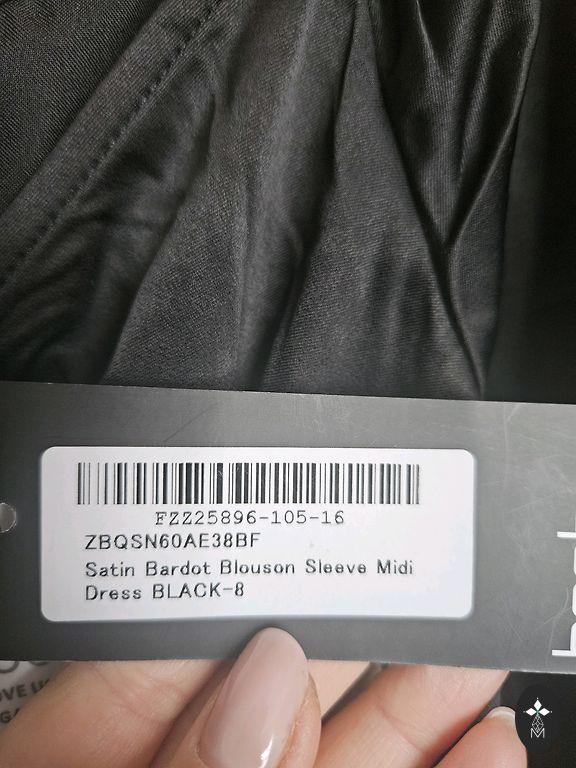 FZZ25896-105-16
ZBQSN60AE38BF
Satin Bardot Blouson Sleeve Midi
Dress BLACK-8